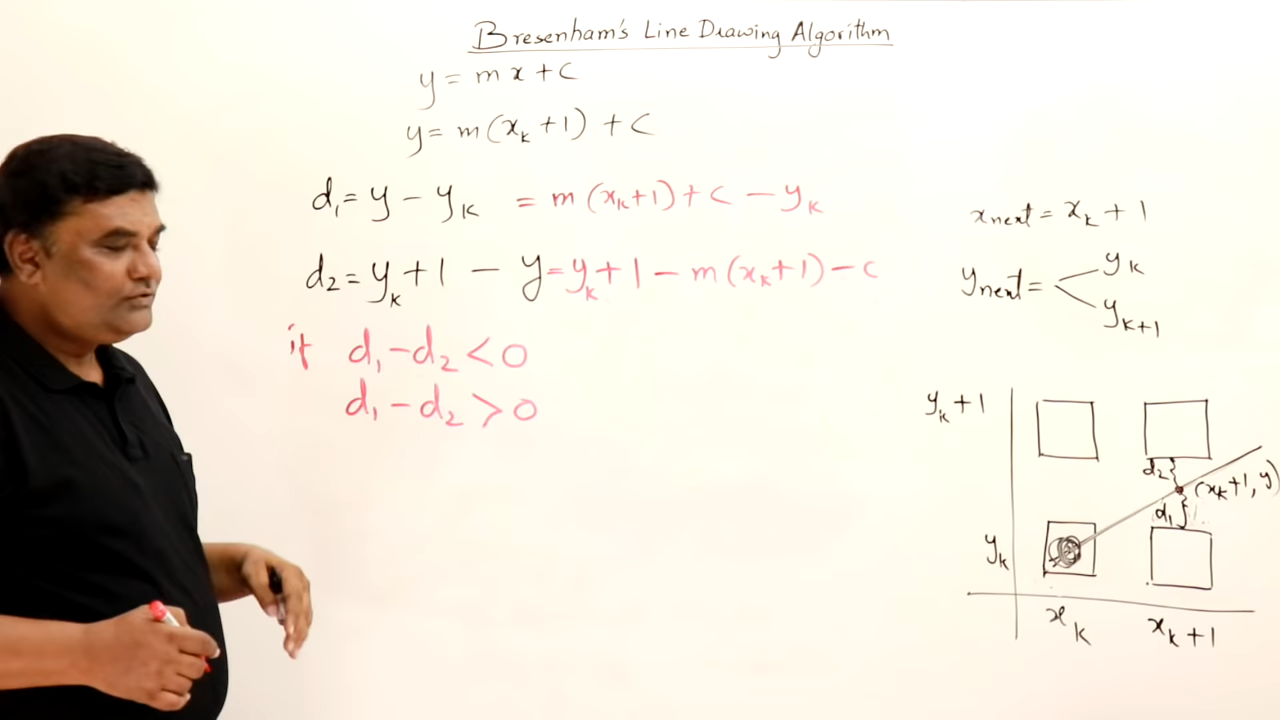 Bresenham's Line Drawing Algorithm
y = mx + c
y = m(xₖ+1) + c
d₁ = y − yₖ = m(xₖ+1) + c − yₖ
d₂ = yₖ+1 − y = yₖ+1 − m(xₖ+1) − c
if d₁ − d₂ < 0
d₁ − d₂ > 0
xnext = xₖ + 1
ynext =
yₖ
yₖ₊₁
yₖ+1
d₂
(xₖ+1, y)
d₁
yₖ
xₖ
xₖ+1